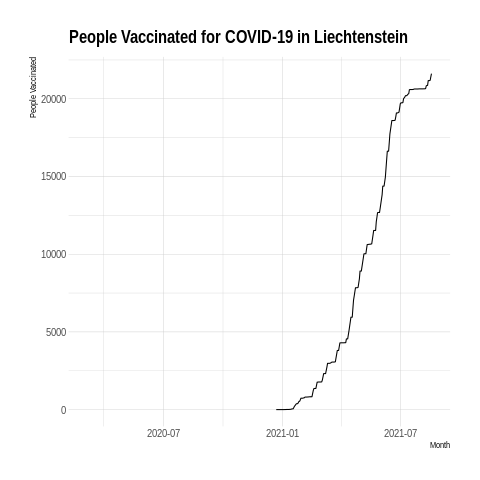 People Vaccinated for COVID-19 in Liechtenstein
People Vaccinated
20000
15000
10000
5000
0
2020-07 2021-01 2021-07
Month